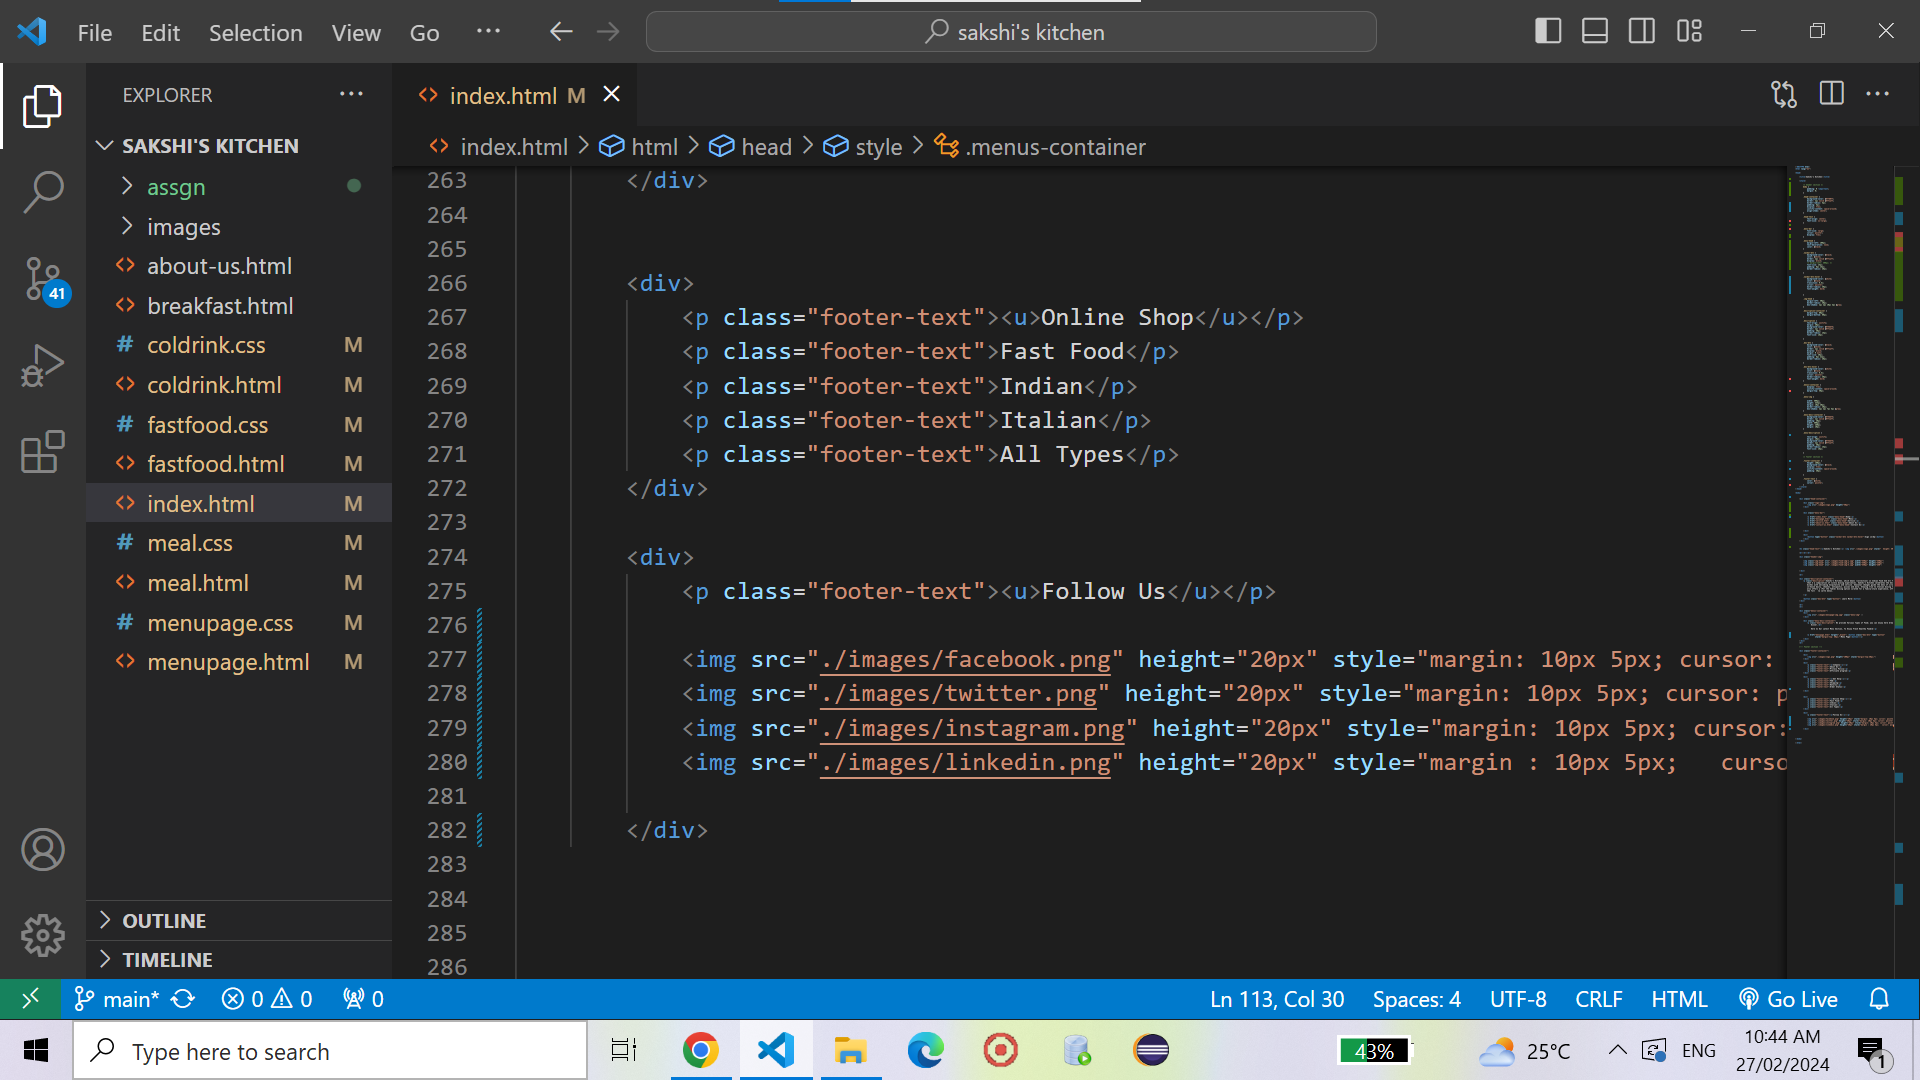 File Edit Selection View Go ... sakshi's kitchen
EXPLORER ...
SAKSHI'S KITCHEN
assgn
images
about-us.html
breakfast.html
# coldrink.css M
coldrink.html M
# fastfood.css M
fastfood.html M
index.html M
# meal.css M
meal.html M
# menupage.css M
menupage.html M
OUTLINE
TIMELINE
41
index.html M
index.html > html > head > style > .menus-container
263 </div>
264
265
266 <div>
267 <p class="footer-text"><u>Online Shop</u></p>
268 <p class="footer-text">Fast Food</p>
269 <p class="footer-text">Indian</p>
270 <p class="footer-text">Italian</p>
271 <p class="footer-text">All Types</p>
272 </div>
273
274 <div>
275 <p class="footer-text"><u>Follow Us</u></p>
276
277 <img src="./images/facebook.png" height="20px" style="margin: 10px 5px; cursor:
278 <img src="./images/twitter.png" height="20px" style="margin: 10px 5px; cursor: p
279 <img src="./images/instagram.png" height="20px" style="margin: 10px 5px; cursor:
280 <img src="./images/linkedin.png" height="20px" style="margin : 10px 5px; curso
281
282 </div>
283
284
285
286
main* 0 0 0 Ln 113, Col 30 Spaces: 4 UTF-8 CRLF HTML Go Live
Type here to search 43% 25°C ENG 10:44 AM
27/02/2024 1